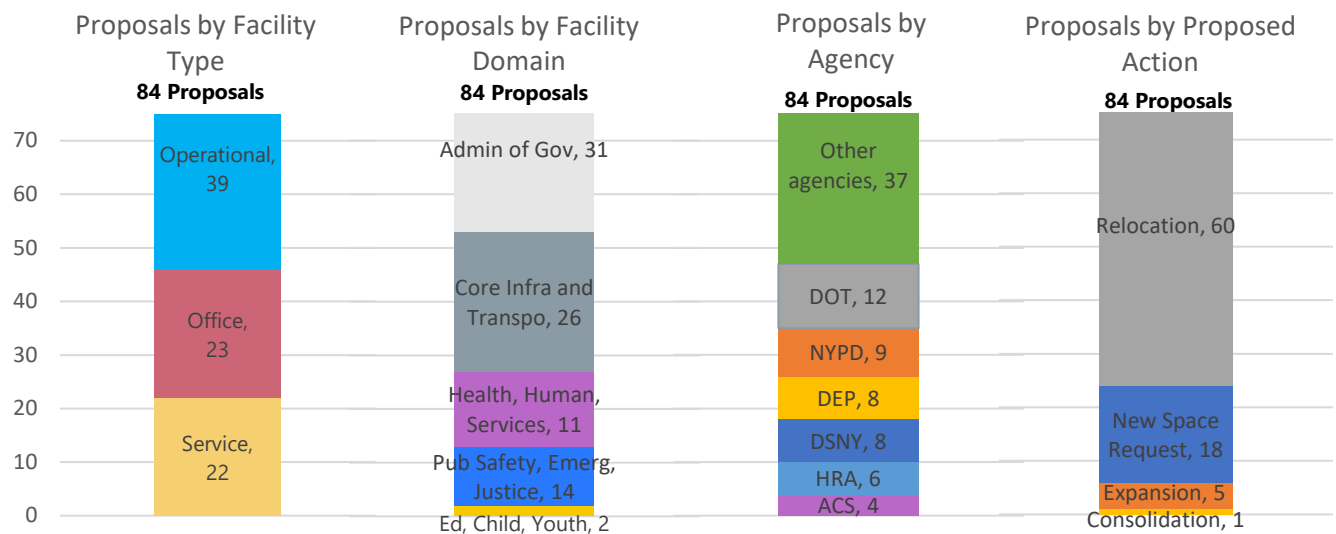 Proposals by Facility
Type
84 Proposals
Proposals by Facility
Domain
84 Proposals
Proposals by
Agency
84 Proposals
Proposals by Proposed
Action
84 Proposals
70
60
50
40
30
20
10
0
Operational,
39
Office,
23
Service,
22
Admin of Gov, 31
Core Infra and
Transpo, 26
Health, Human,
Services, 11
Pub Safety, Emerg,
Justice, 14
Ed, Child, Youth, 2
Other
agencies, 37
DOT, 12
NYPD, 9
DEP, 8
DSNY, 8
HRA, 6
ACS, 4
Relocation, 60
New Space
Request, 18
Expansion, 5
Consolidation, 1